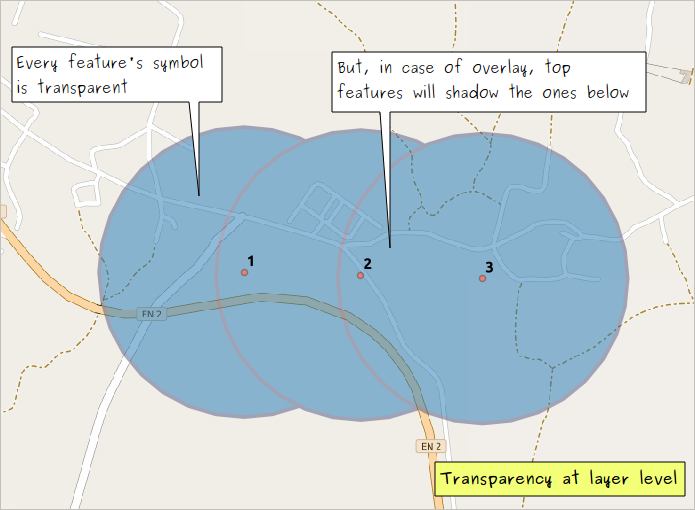 Every feature's symbol
is transparent
But, in case of overlay, top
features will shadow the ones below
1
2
3
EN 2
EN 2
Transparency at layer level